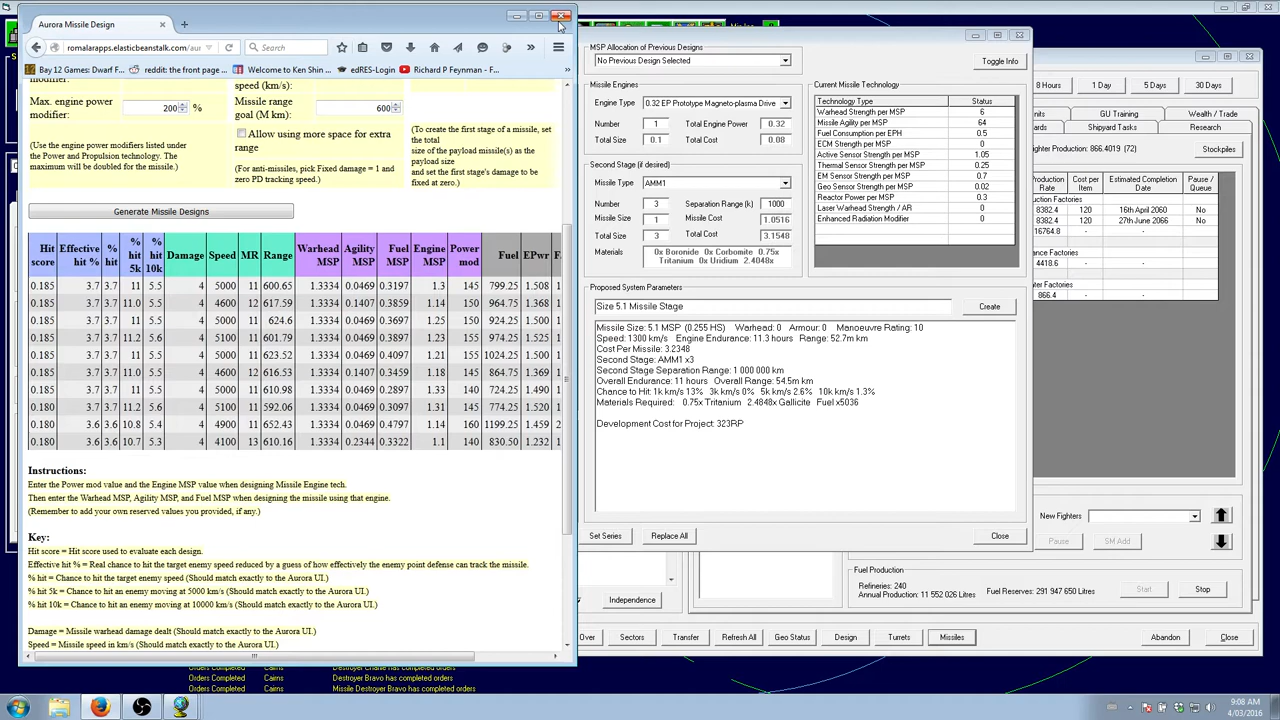 Aurora Missile Design
romalarapps.elasticbeanstalk.com/aur
Search
Bay 12 Games: Dwarf F...
reddit: the front page ...
Welcome to Ken Shin ...
edRES-Login
Richard P Feynman - F...
modifier:
speed (km/s):
Max. engine power
modifier:
200 %
Missile range
goal (M km):
600
Allow using more space for extra
range
(Use the engine power modifiers listed
under the Power and Propulsion technology. The
maximum will be doubled for the missile.)
(For anti-missiles, pick Fixed damage = 1 and
zero PD tracking speed.)
(To create the first stage of a missile, set
the total
size of the payload missile(s) as the
payload size
and set the first stage's damage to be
fixed at zero.)
Generate Missile Designs
Hit score Effective hit % % hit % hit 5k % hit 10k Damage Speed MR Range Warhead MSP Agility MSP Fuel MSP Engine MSP Power mod Fuel EPwr F
0.185 3.7 3.7 11 5.5 4 5000 11 600.65 1.3334 0.0469 0.3197 1.3 145 799.25 1.508 1
0.185 3.7 3.7 11.0 5.5 4 4600 12 617.59 1.3334 0.1407 0.3859 1.14 150 964.75 1.368 1
0.185 3.7 3.7 11 5.5 4 5000 11 624.6 1.3334 0.0469 0.3697 1.25 150 924.25 1.500 1
0.185 3.7 3.7 11.2 5.6 4 5100 11 601.79 1.3334 0.0469 0.3697 1.23 155 924.25 1.525 1
0.185 3.7 3.7 11 5.5 4 5000 11 623.52 1.3334 0.0469 0.4097 1.21 155 1024.25 1.500 1
0.185 3.7 3.7 11.0 5.5 4 4600 12 616.53 1.3334 0.1407 0.3459 1.18 145 864.75 1.369 1
0.185 3.7 3.7 11 5.5 4 5000 11 610.98 1.3334 0.0469 0.2897 1.33 140 724.25 1.490 1
0.180 3.7 3.7 11.2 5.6 4 5100 11 592.06 1.3334 0.0469 0.3097 1.31 145 774.25 1.520 1
0.180 3.6 3.6 10.8 5.4 4 4900 11 652.43 1.3334 0.0469 0.4797 1.14 160 1199.25 1.459 2
0.180 3.6 3.6 10.7 5.3 4 4100 13 610.16 1.3334 0.2344 0.3322 1.1 140 830.50 1.232 1
Instructions:
Enter the Power mod value and the Engine MSP value when designing Missile Engine tech.
Then enter the Warhead MSP, Agility MSP, and Fuel MSP when designing the missile using that engine.
(Remember to add your own reserved values you provided, if any.)
Key:
Hit score = Hit score used to evaluate each design.
Effective hit % = Real chance to hit the target enemy speed reduced by a guess of how effectively the enemy point defense can track the missile.
% hit = Chance to hit the target enemy speed (Should match exactly to the Aurora UI.)
% hit 5k = Chance to hit an enemy moving at 5000 km/s (Should match exactly to the Aurora UI.)
% hit 10k = Chance to hit an enemy moving at 10000 km/s (Should match exactly to the Aurora UI.)
Damage = Missile warhead damage dealt (Should match exactly to the Aurora UI.)
Speed = Missile speed in km/s (Should match exactly to the Aurora UI.)
MSP Allocation of Previous Designs
No Previous Design Selected
Toggle Info
Missile Engines
Engine Type 0.32 EP Prototype Magneto-plasma Drive
Number 1 Total Engine Power 0.32
Total Size 0.1 Total Cost 0.08
Second Stage (if desired)
Missile Type AMM1
Number 3 Separation Range (k) 1000
Missile Size 1 Missile Cost 1.0516
Total Size 3 Total Cost 3.1548
Materials 0x Boronide 0x Corbomite 0.75x
Tritanium 0x Uridium 2.4048x
Current Missile Technology
Technology Type Status
Warhead Strength per MSP 6
Missile Agility per MSP 64
Fuel Consumption per EPH 0.5
ECM Strength per MSP 0
Active Sensor Strength per MSP 1.05
Thermal Sensor Strength per MSP 0.25
EM Sensor Strength per MSP 0.7
Geo Sensor Strength per MSP 0.02
Reactor Power per MSP 0.3
Laser Warhead Strength / AR 0
Enhanced Radiation Modifier 0
Proposed System Parameters
Size 5.1 Missile Stage
Create
Missile Size: 5.1 MSP (0.255 HS) Warhead: 0 Armour: 0 Manoeuvre Rating: 10
Speed: 1300 km/s Engine Endurance: 11.3 hours Range: 52.7m km
Cost Per Missile: 3.2348
Second Stage: AMM1 x3
Second Stage Separation Range: 1 000 000 km
Overall Endurance: 11 hours Overall Range: 54.5m km
Chance to Hit: 1k km/s 13% 3k km/s 0% 5k km/s 2.6% 10k km/s 1.3%
Materials Required: 0.75x Tritanium 2.4848x Gallicite Fuel x5036
Development Cost for Project: 323RP
Set Series
Replace All
Close
8 Hours
1 Day
5 Days
30 Days
GU Training
Wealth / Trade
Shipyard Tasks
Research
ghter Production: 866.4019 (72)
Stockpiles
Rate
Cost per
Item
Estimated Completion
Date
Pause /
Queue
8382.4 120 16th April 2060 No
8382.4 120 27th June 2066 No
16764.8 - -
4418.6 - -
866.4 - -
New Fighters
Pause
SM Add
Fuel Production
Refineries: 240
Annual Production: 11 552 026 Litres
Fuel Reserves: 291 947 650 Litres
Start
Stop
Independence
Over
Sectors
Transfer
Refresh All
Geo Status
Design
Turrets
Missiles
Abandon
Close
Orders Completed Cairns
Orders Completed Cairns Destroyer Bravo has completed orders
Orders Completed Cairns Missile Destroyer Bravo has completed orders
9:08 AM
4/03/2016